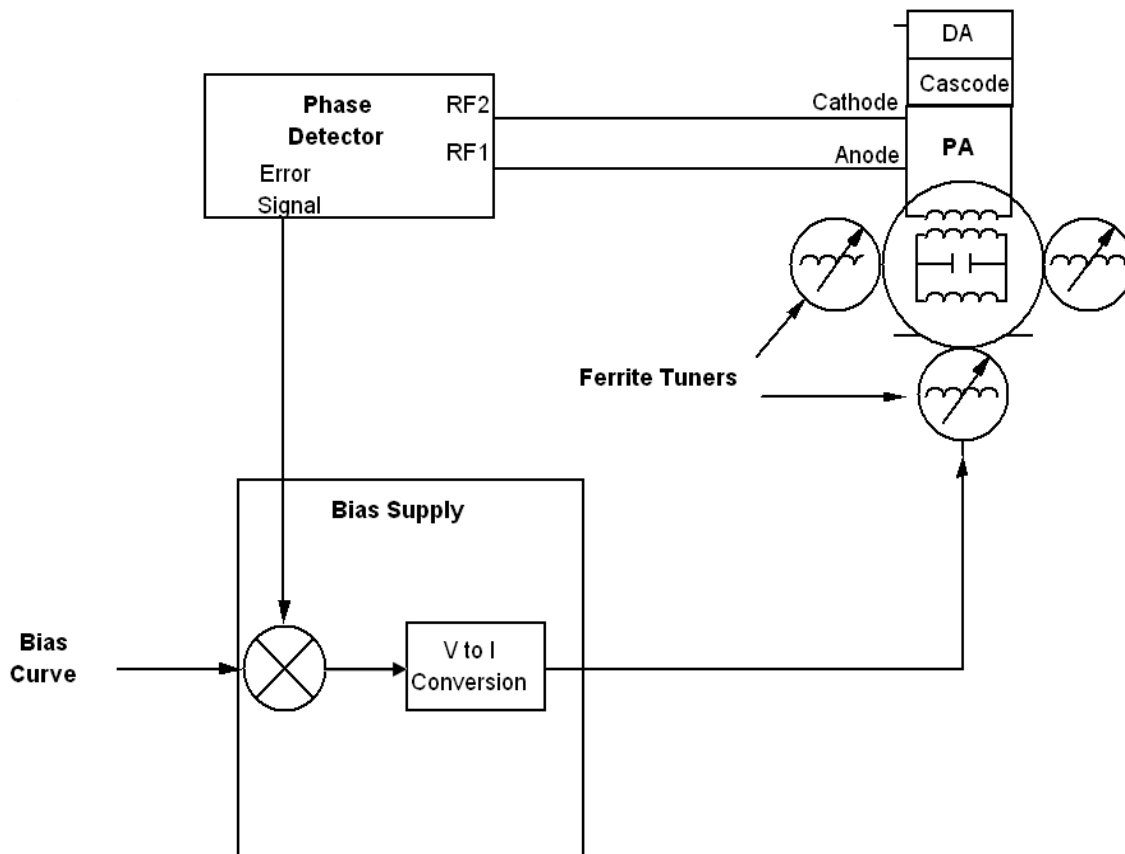 DA
Cascode
Phase
Detector
RF2
RF1
Error
Signal
Cathode
Anode
PA
Ferrite Tuners
Bias Supply
Bias
Curve
V to I
Conversion